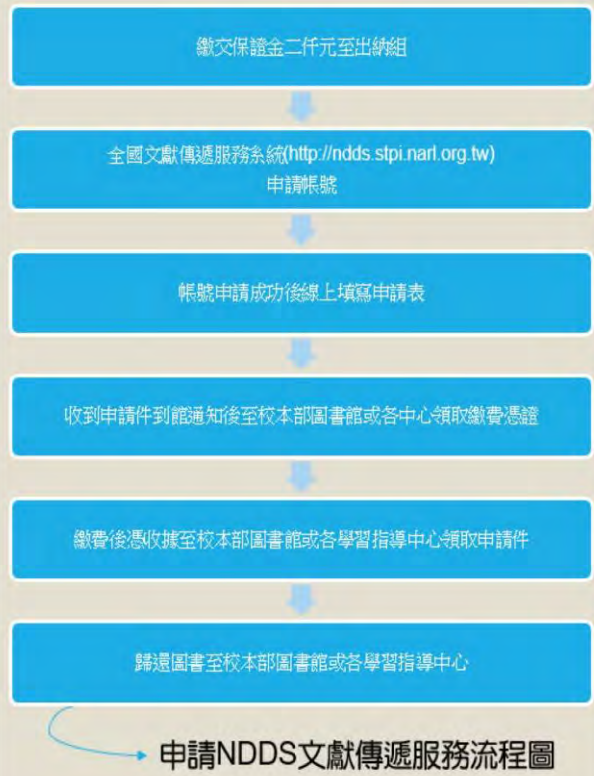 繳交保證金二仟元至出納組
全國文獻傳遞服務系統(http://ndds.stpi.narl.org.tw)
申請帳號
帳號申請成功後線上填寫申請表
收到申請件到館通知後至校本部圖書館或各中心領取繳費憑證
繳費後憑收據至校本部圖書館或各學習指導中心領取申請件
歸還圖書至校本部圖書館或各學習指導中心
申請NDDS文獻傳遞服務流程圖